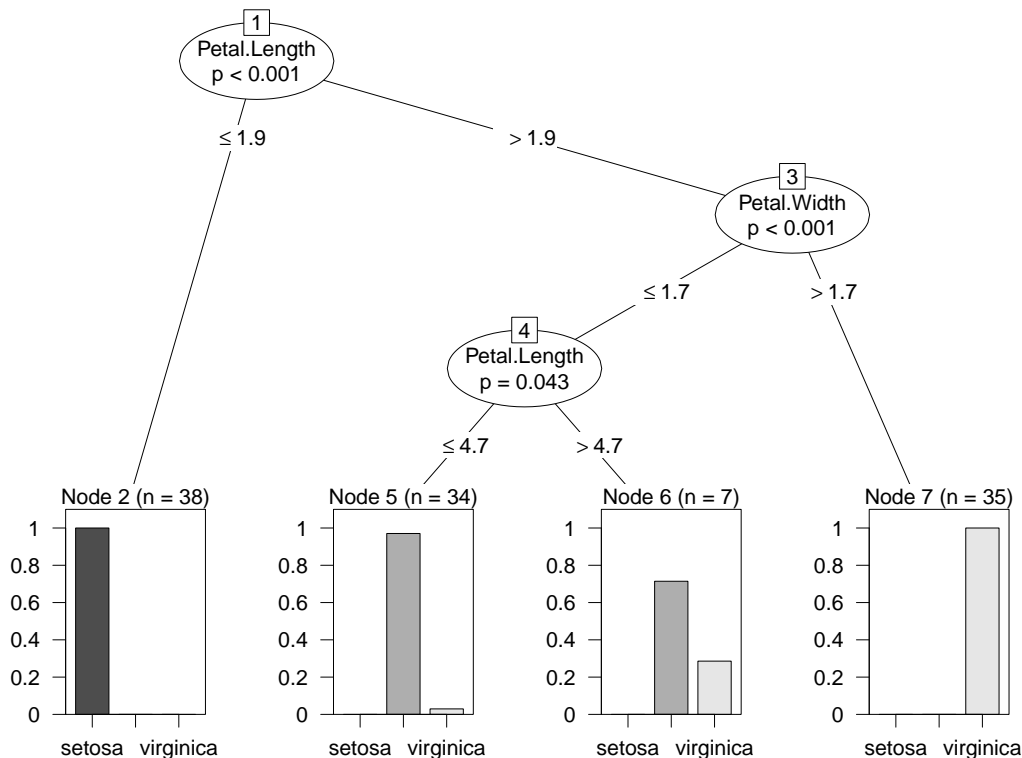 1
Petal.Length
p < 0.001
≤ 1.9
> 1.9
3
Petal.Width
p < 0.001
≤ 1.7
> 1.7
4
Petal.Length
p = 0.043
≤ 4.7
> 4.7
Node 2 (n = 38)
1
0.8
0.6
0.4
0.2
0
setosa virginica
Node 5 (n = 34)
1
0.8
0.6
0.4
0.2
0
setosa virginica
Node 6 (n = 7)
1
0.8
0.6
0.4
0.2
0
setosa virginica
Node 7 (n = 35)
1
0.8
0.6
0.4
0.2
0
setosa virginica